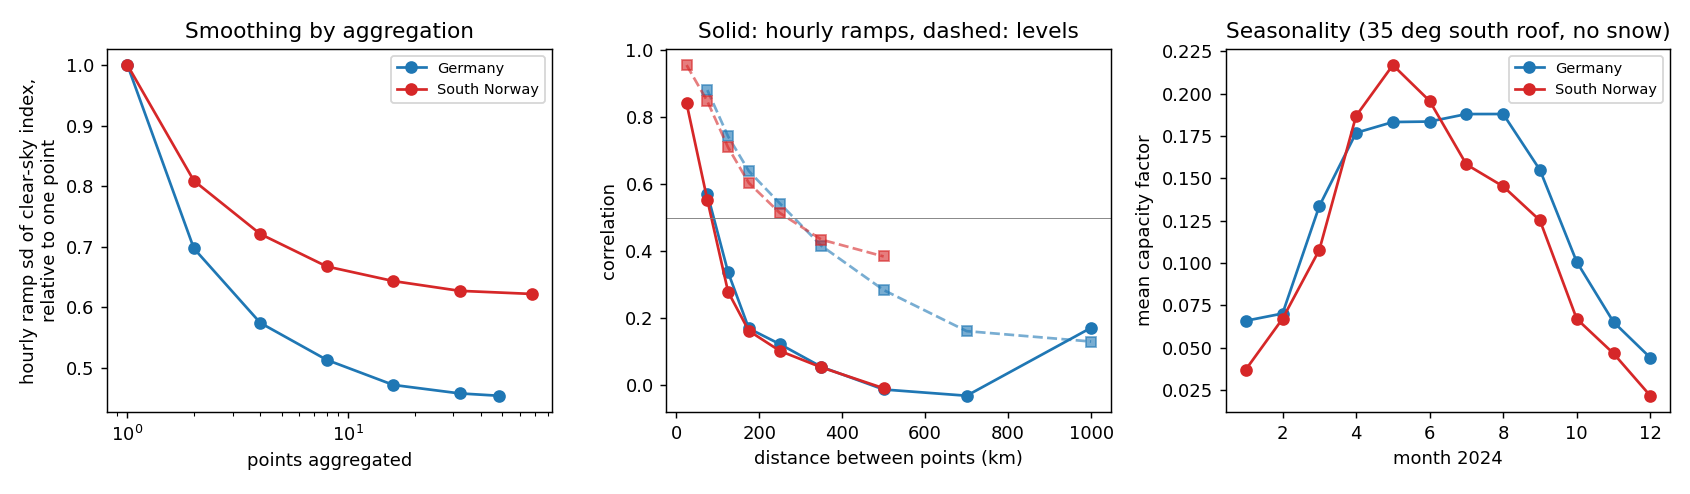 Smoothing by aggregation
hourly ramp sd of clear-sky index,
relative to one point
1.0
0.9
0.8
0.7
0.6
0.5
Germany
South Norway
10⁰
10¹
points aggregated
Solid: hourly ramps, dashed: levels
correlation
1.0
0.8
0.6
0.4
0.2
0.0
0
200
400
600
800
1000
distance between points (km)
Seasonality (35 deg south roof, no snow)
mean capacity factor
0.225
0.200
0.175
0.150
0.125
0.100
0.075
0.050
0.025
Germany
South Norway
2
4
6
8
10
12
month 2024